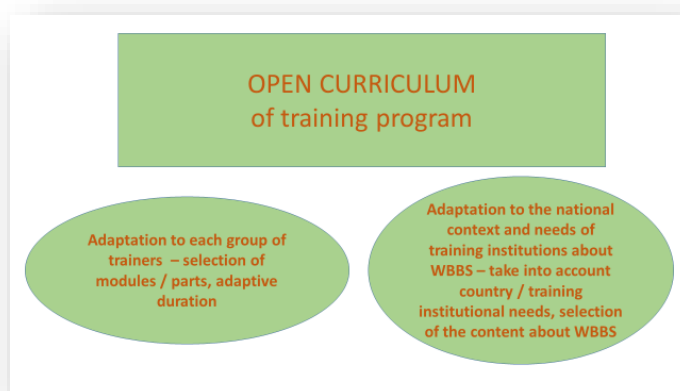 OPEN CURRICULUM
of training program
Adaptation to each group of
trainers – selection of
modules / parts, adaptive
duration
Adaptation to the national
context and needs of
training institutions about
WBBS – take into account
country / training
institutional needs, selection
of the content about WBBS